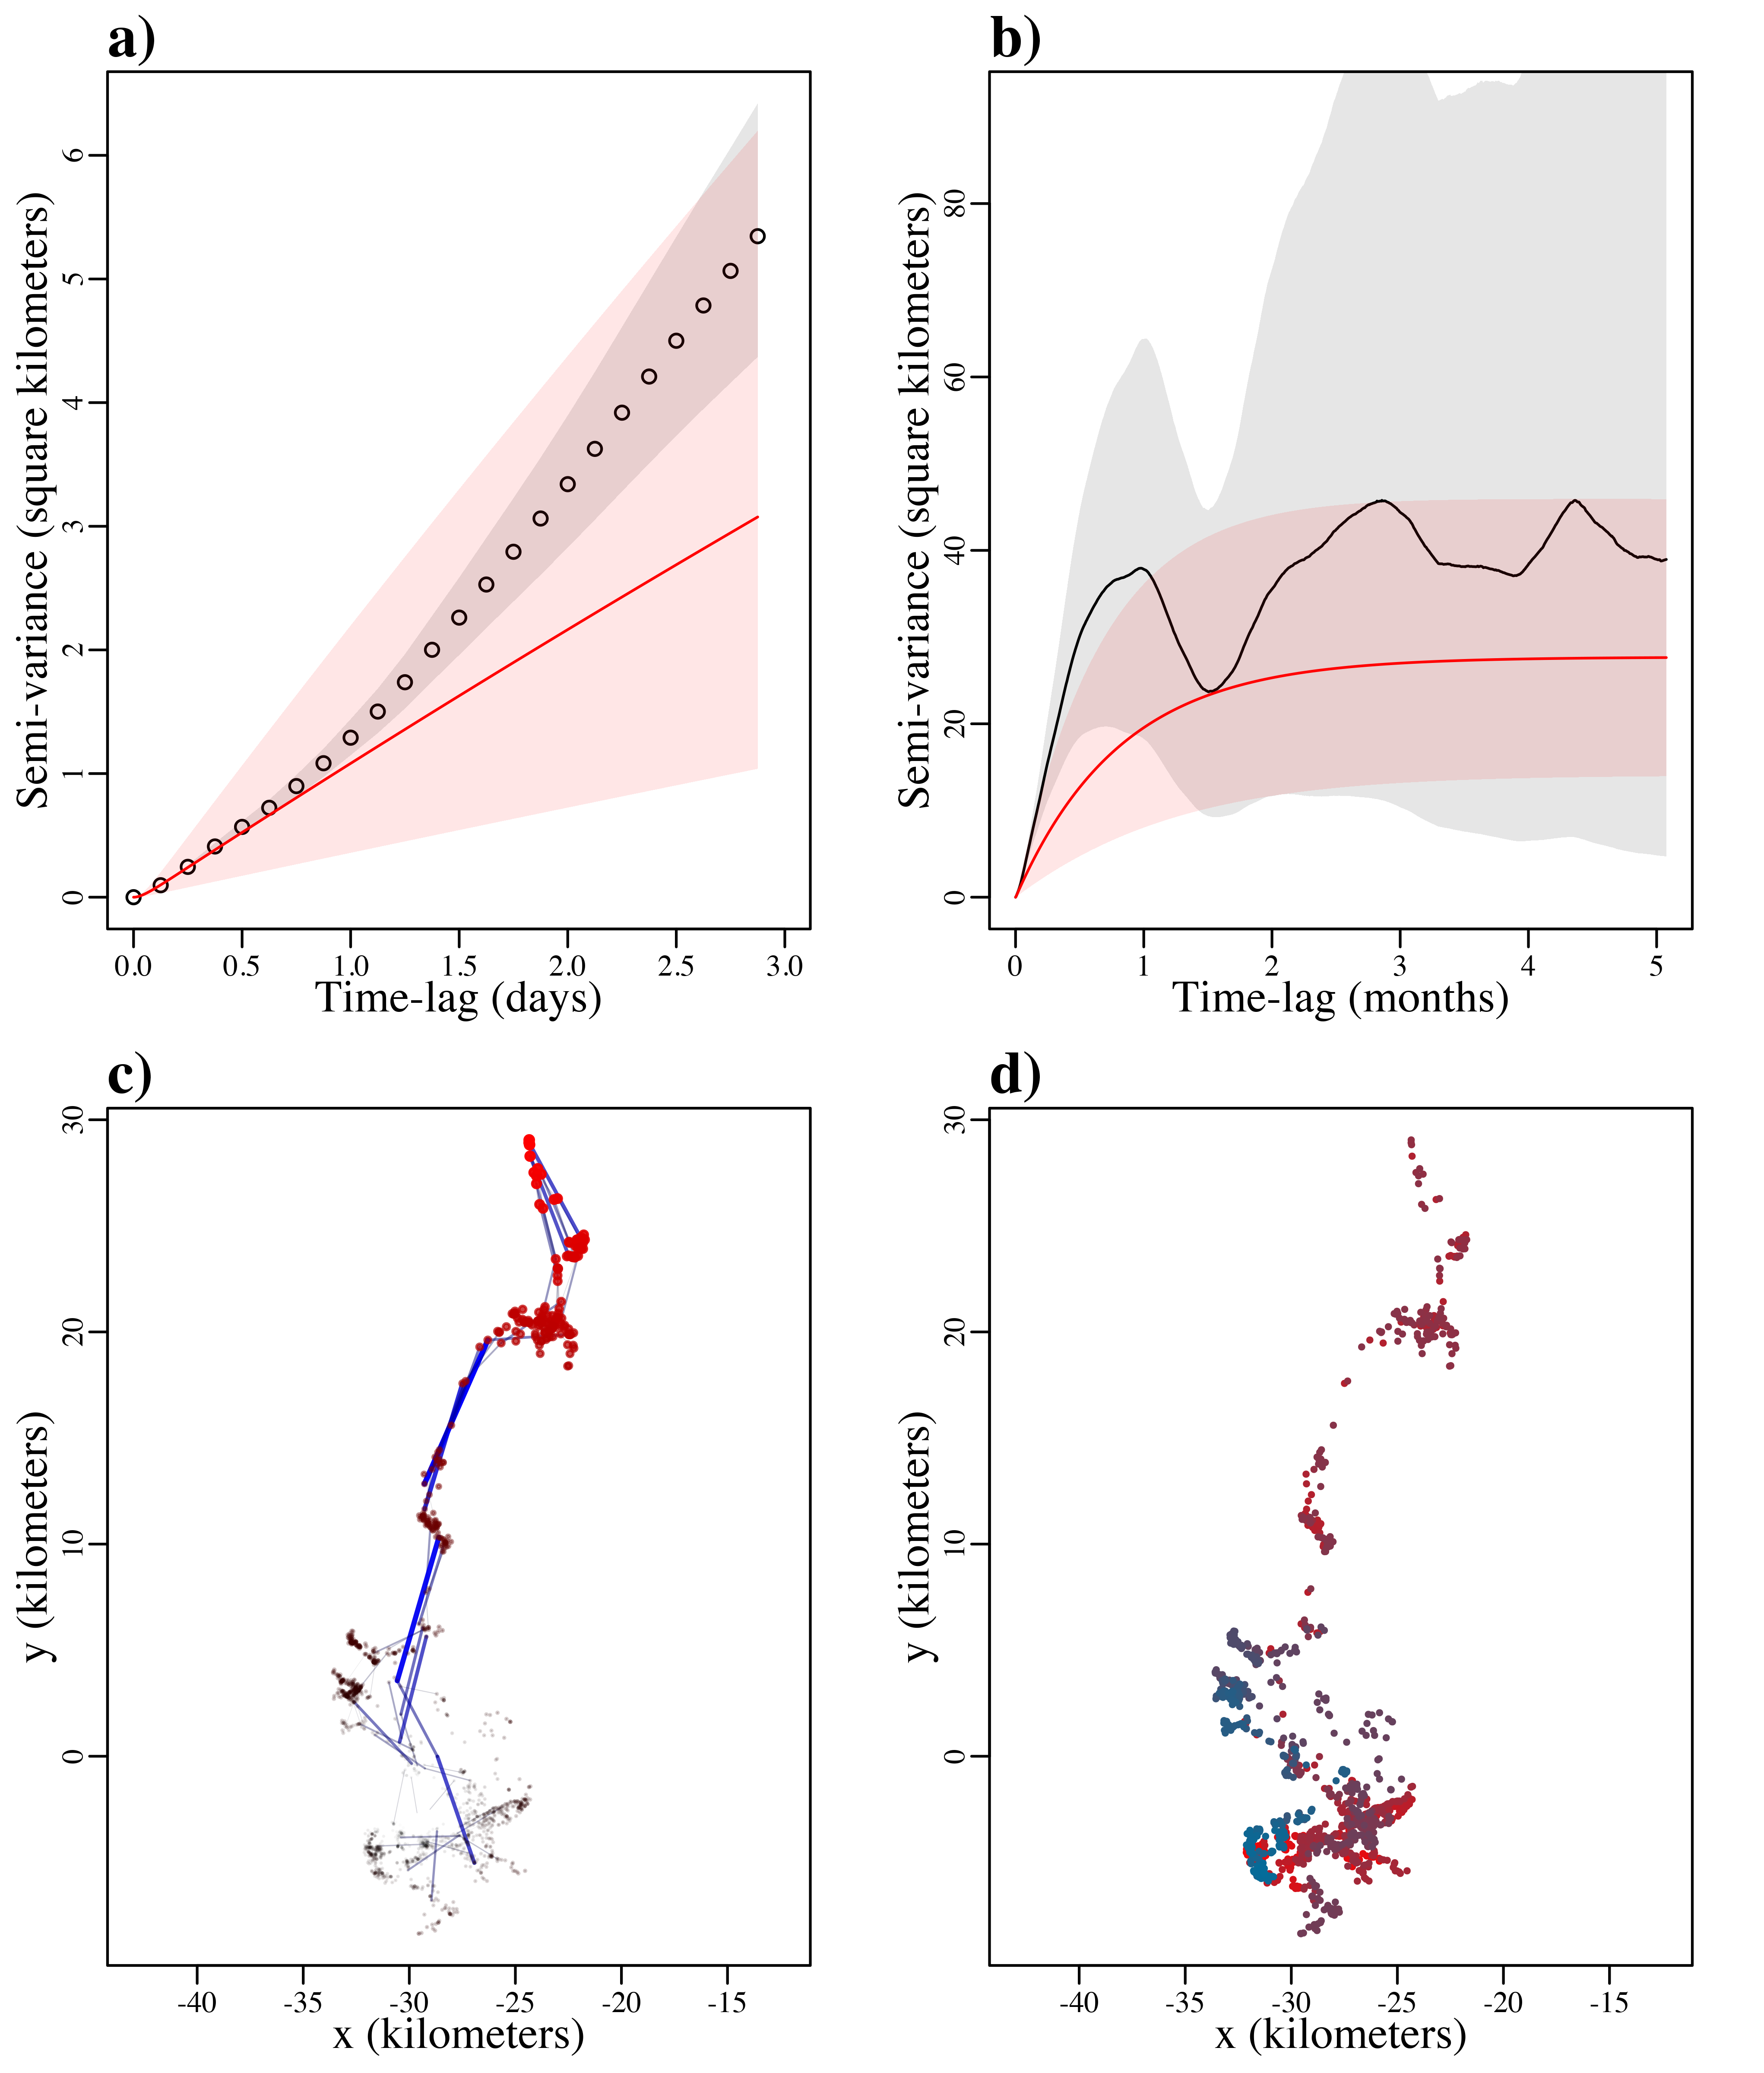 a)
Semi-variance (square kilometers)
0 1 2 3 4 5 6
0.0 0.5 1.0 1.5 2.0 2.5 3.0
Time-lag (days)
b)
Semi-variance (square kilometers)
0 20 40 60 80
0 1 2 3 4 5
Time-lag (months)
c)
y (kilometers)
0 10 20 30
-40 -35 -30 -25 -20 -15
x (kilometers)
d)
y (kilometers)
0 10 20 30
-40 -35 -30 -25 -20 -15
x (kilometers)